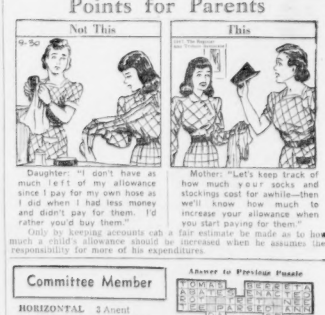 Points for Parents
Not This
This
9-30
Daughter: "I don't have as
much left of my allowance
since I pay for my own hose as
I did when I had less money
and didn't pay for them. I'd
rather you'd buy them."
Mother: "Let's keep track of
how much your socks and
stockings cost for awhile—then
we'll know how much to
increase your allowance when
you start paying for them."
Only by keeping accounts cab a fair estimate be made as to how
much a child's allowance should be increased when he assumes the
responsibility for more of his expenditures.
Committee Member
Answer to Previous Puzzle
HORIZONTAL 3 Anent